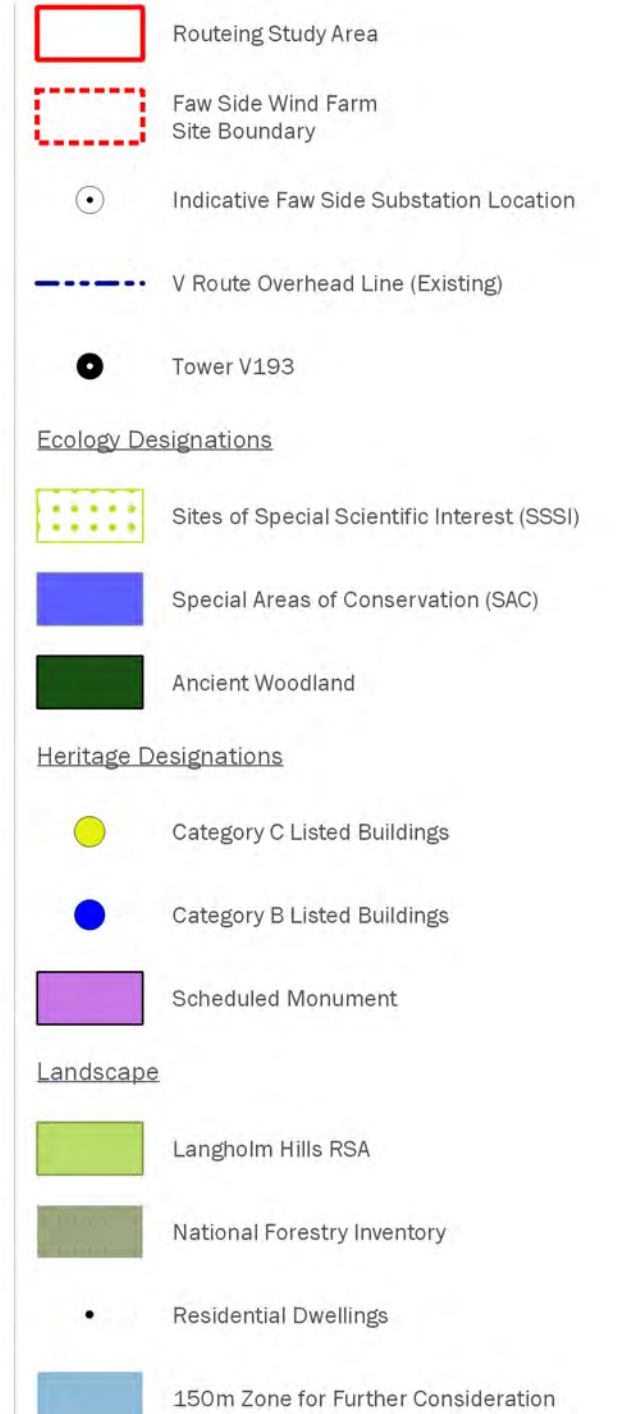 Routeing Study Area
Faw Side Wind Farm
Site Boundary
Indicative Faw Side Substation Location
V Route Overhead Line (Existing)
Tower V193
Ecology Designations
Sites of Special Scientific Interest (SSSI)
Special Areas of Conservation (SAC)
Ancient Woodland
Heritage Designations
Category C Listed Buildings
Category B Listed Buildings
Scheduled Monument
Landscape
Langholm Hills RSA
National Forestry Inventory
Residential Dwellings
150m Zone for Further Consideration